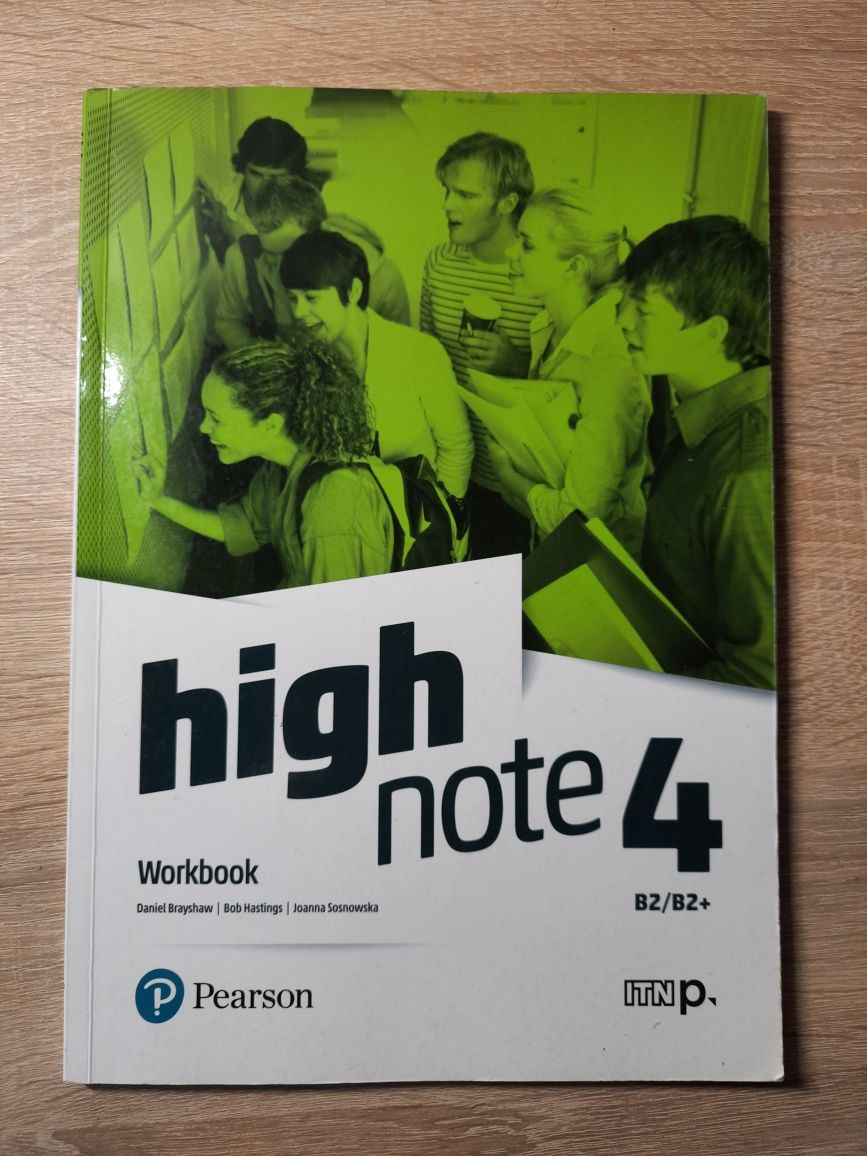 high
note 4
Workbook
B2/B2+
Daniel Brayshaw | Bob Hastings | Joanna Sosnowska
Pearson
ITN p.